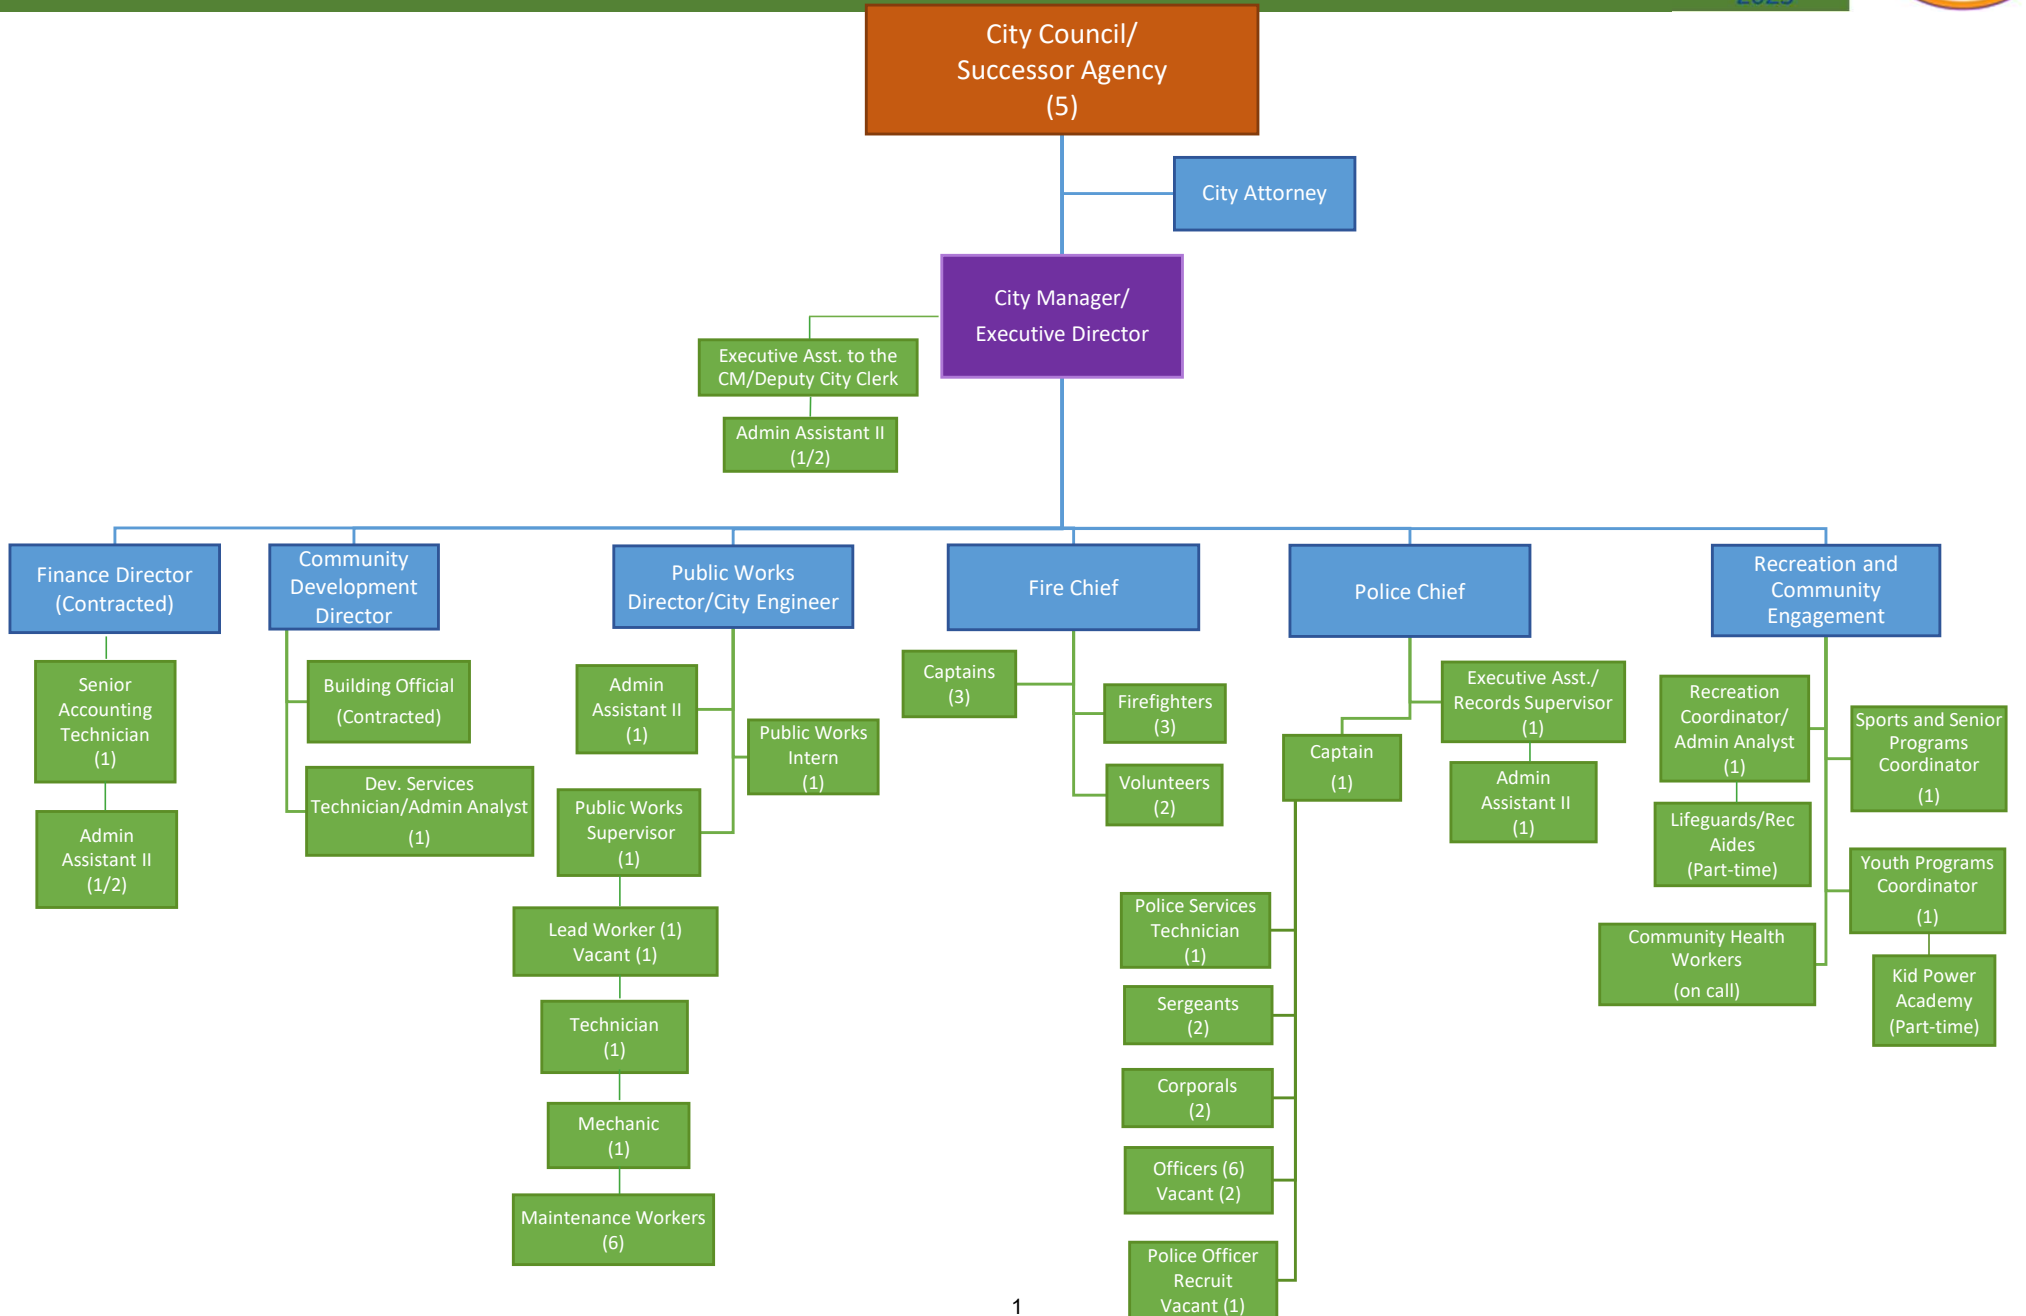 City Council/
Successor Agency
(5)
City Attorney
City Manager/
Executive Director
Executive Asst. to the
CM/Deputy City Clerk
Admin Assistant II
(1/2)
Finance Director
(Contracted)
Senior
Accounting
Technician
(1)
Admin
Assistant II
(1/2)
Community
Development
Director
Building Official
(Contracted)
Dev. Services
Technician/Admin Analyst
(1)
Public Works
Director/City Engineer
Admin
Assistant II
(1)
Public Works
Intern
(1)
Public Works
Supervisor
(1)
Lead Worker (1)
Vacant (1)
Technician
(1)
Mechanic
(1)
Maintenance Workers
(6)
Fire Chief
Captains
(3)
Firefighters
(3)
Volunteers
(2)
Police Chief
Executive Asst./
Records Supervisor
(1)
Admin
Assistant II
(1)
Captain
(1)
Police Services
Technician
(1)
Sergeants
(2)
Corporals
(2)
Officers (6)
Vacant (2)
Police Officer
Recruit
Vacant (1)
Recreation and
Community
Engagement
Recreation
Coordinator/
Admin Analyst
(1)
Lifeguards/Rec
Aides
(Part-time)
Sports and Senior
Programs
Coordinator
(1)
Youth Programs
Coordinator
(1)
Kid Power
Academy
(Part-time)
Community Health
Workers
(on call)
1